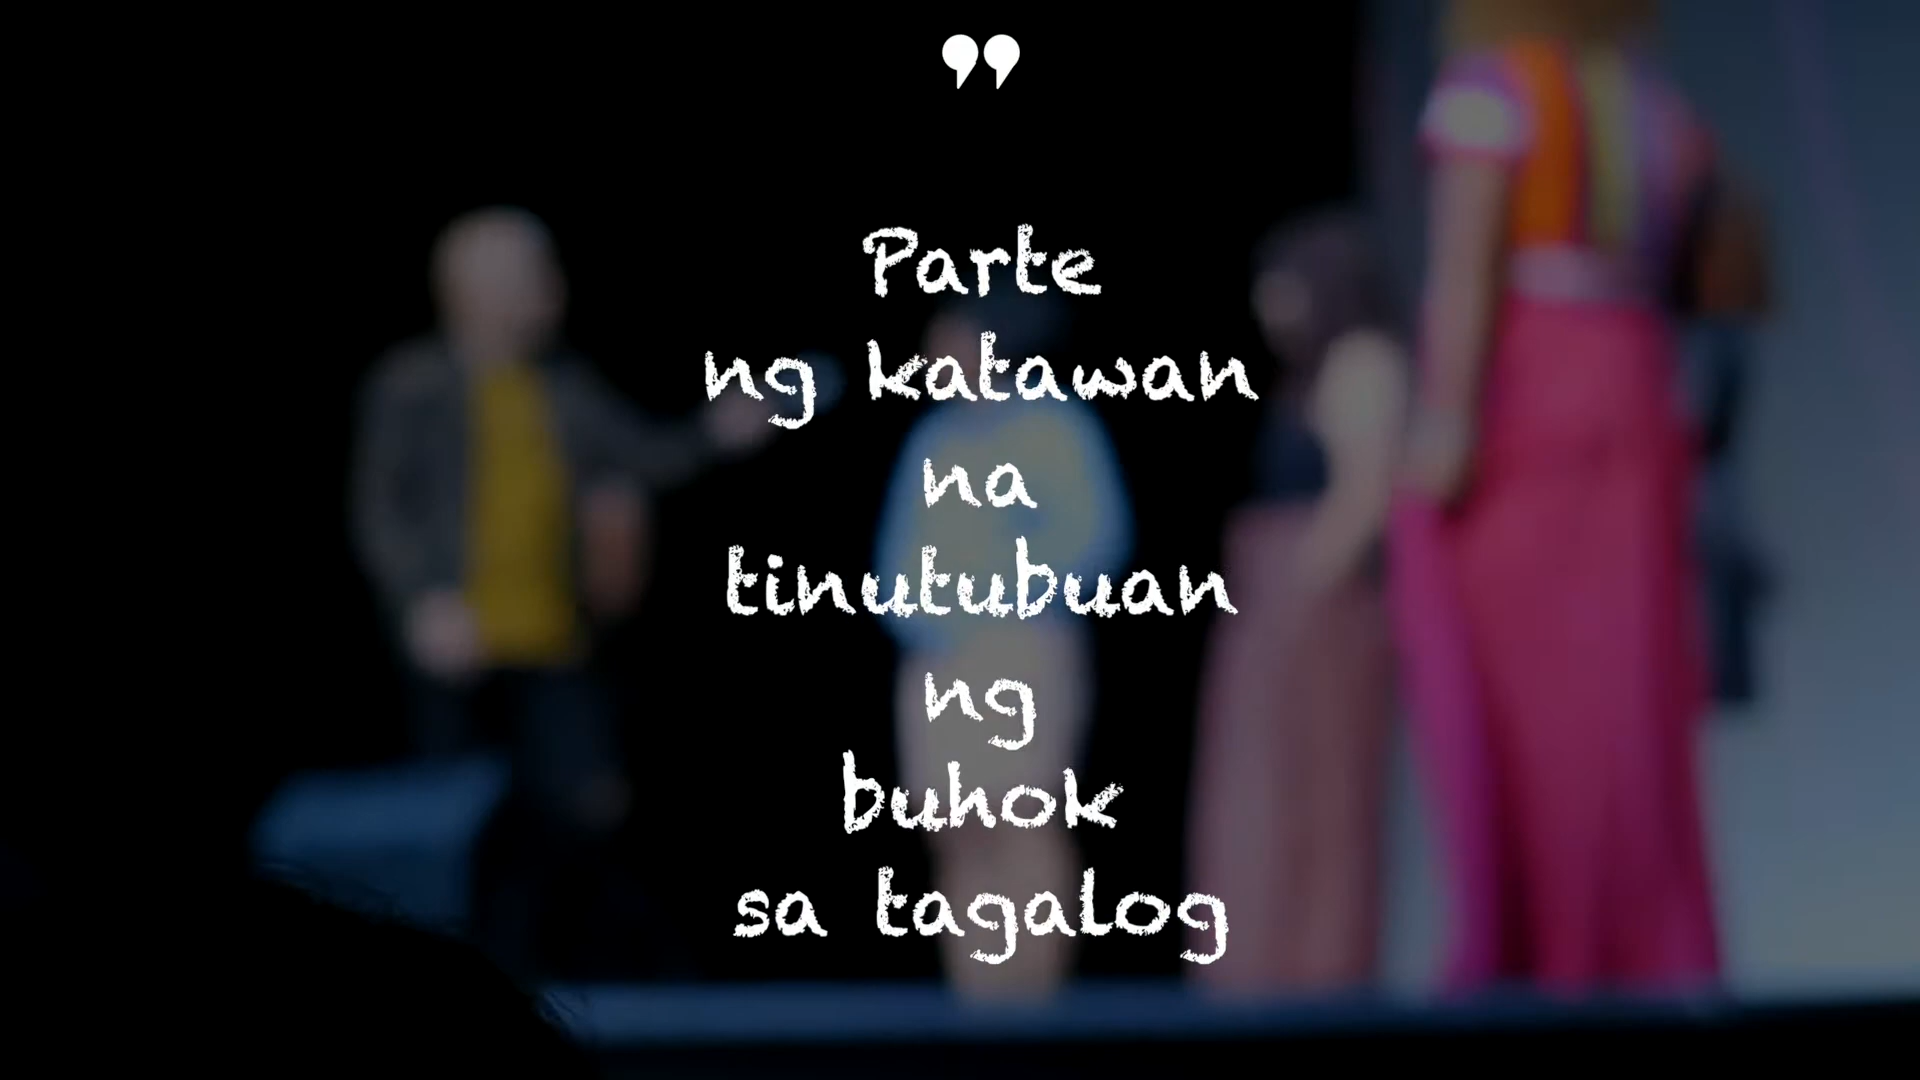 ”
Parte
ng katawan
na
tinutubuan
ng
buhok
sa tagalog